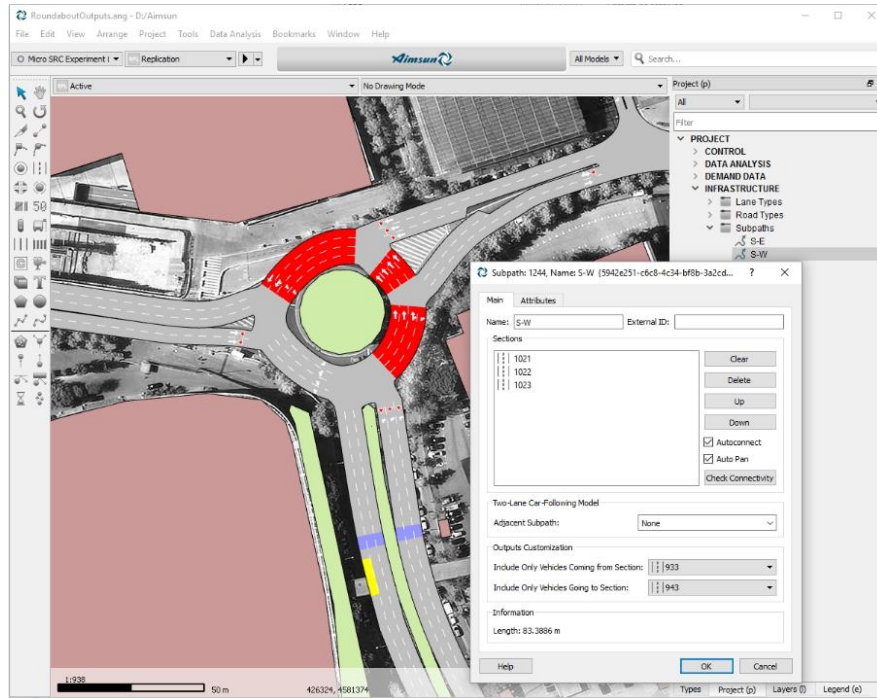 RoundaboutOutputs.ang - D:/Aimsun
File Edit View Arrange Project Tools Data Analysis Bookmarks Window Help
Micro SRC Experiment I Replication Aimsun All Models Search...
Active No Drawing Mode Project (p)
All
Filter
PROJECT
CONTROL
DATA ANALYSIS
DEMAND DATA
INFRASTRUCTURE
Lane Types
Road Types
Subpaths
S-E
S-W
50
Subpath: 1244, Name: S-W {5942e251-c6c8-4c34-bf8b-3a2cd... ?
Main Attributes
Name: S-W External ID:
Sections
1021
1022
1023
Clear
Delete
Up
Down
Autoconnect
Auto Pan
Check Connectivity
Two-Lane Car-Following Model
Adjacent Subpath: None
Outputs Customization
Include Only Vehicles Coming from Section: 933
Include Only Vehicles Going to Section: 943
Information
Length: 83.3886 m
Help OK Cancel
1:938
50 m 426324, 4581374 Types Project (p) Layers (l) Legend (e)